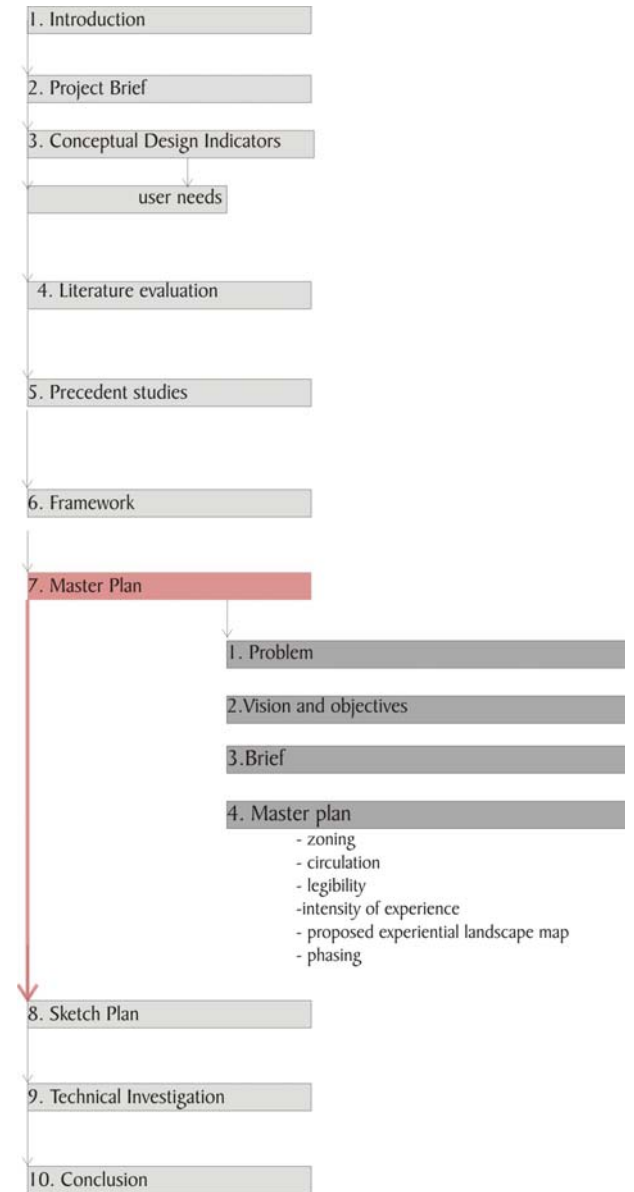 1. Introduction
2. Project Brief
3. Conceptual Design Indicators
user needs
4. Literature evaluation
5. Precedent studies
6. Framework
7. Master Plan
1. Problem
2.Vision and objectives
3.Brief
4. Master plan
- zoning
- circulation
- legibility
-intensity of experience
- proposed experiential landscape map
- phasing
8. Sketch Plan
9. Technical Investigation
10. Conclusion